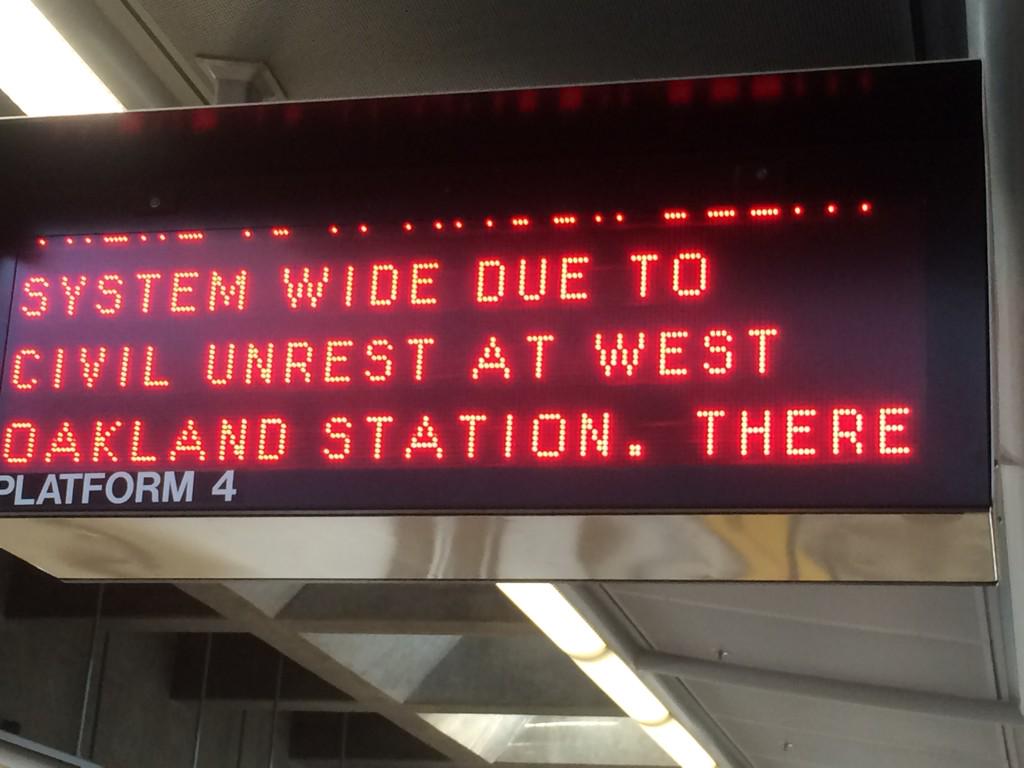 SYSTEM WIDE DUE TO
CIVIL UNREST AT WEST
OAKLAND STATION. THERE
PLATFORM 4